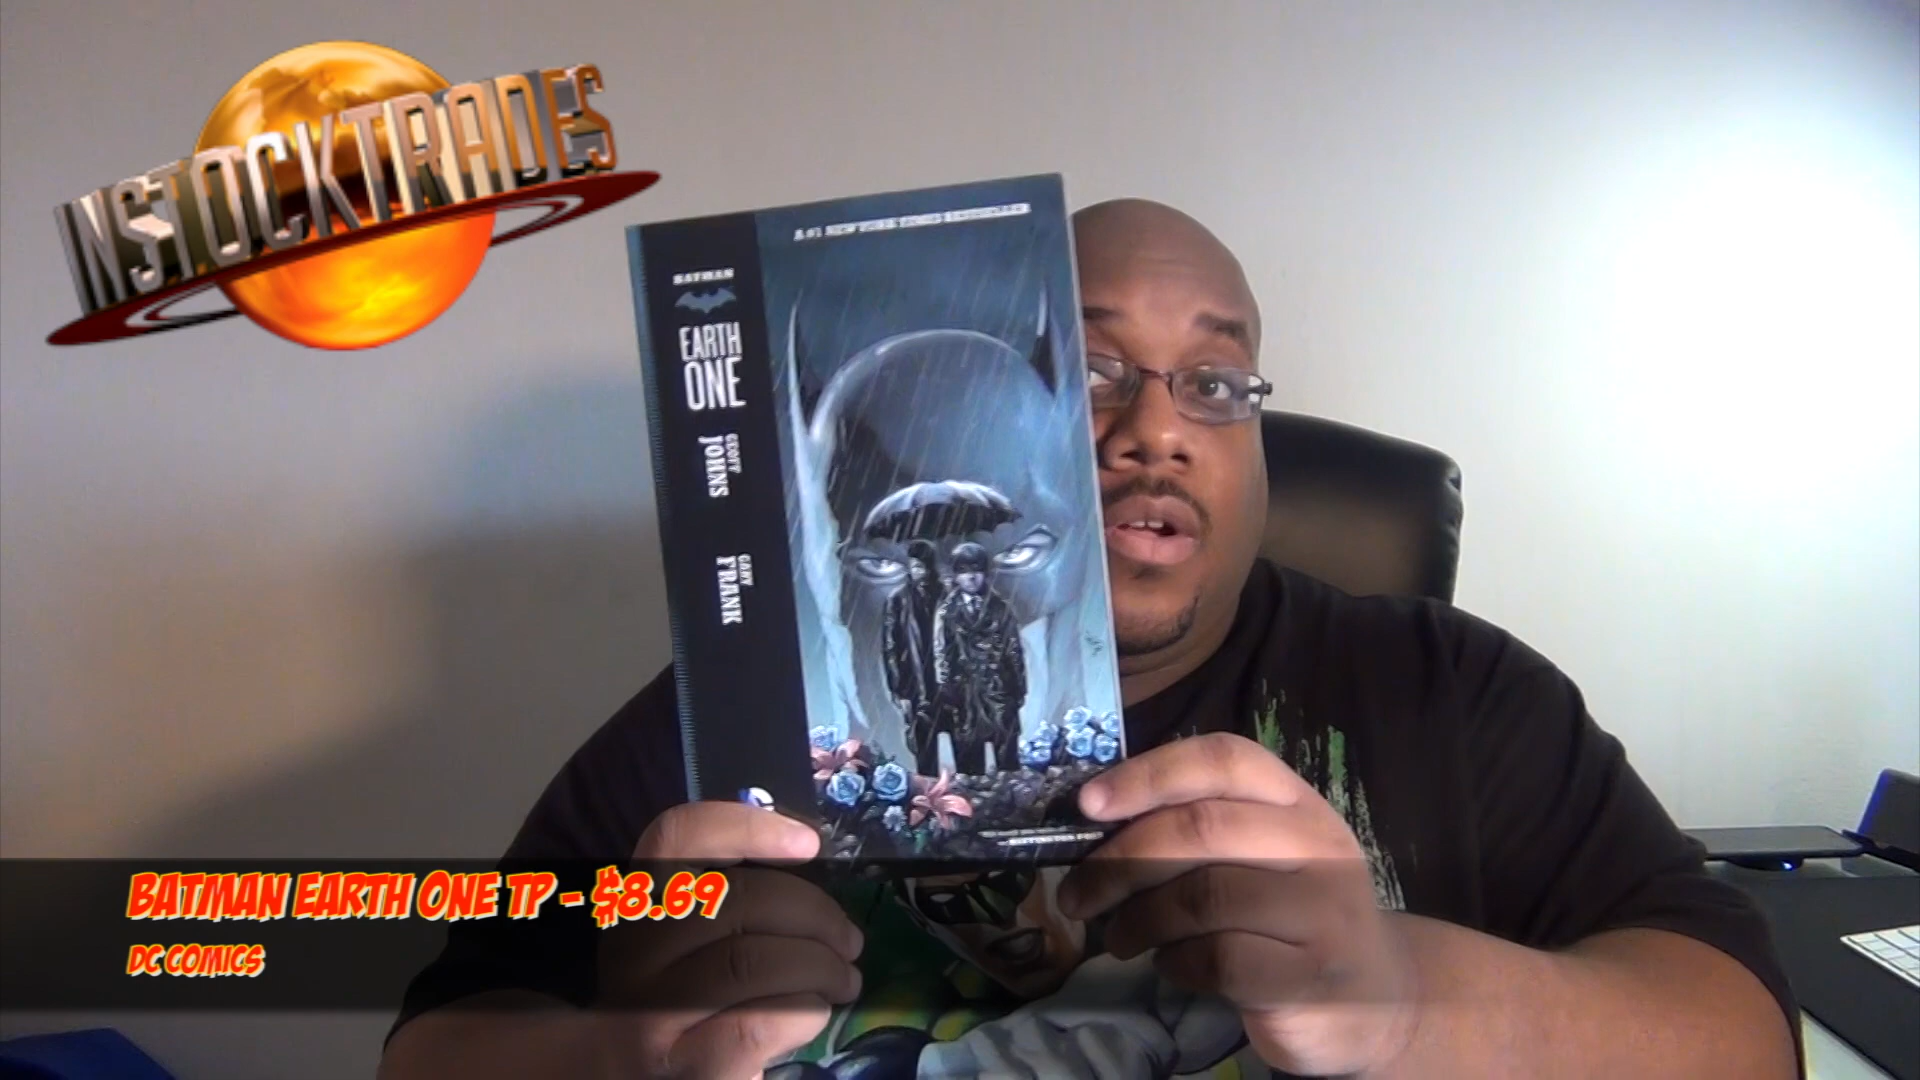 INSTOCKTRADES
A #1 NEW YORK TIMES BESTSELLER
BATMAN
EARTH
ONE
GEOFF
JOHNS
GARY
FRANK
BATMAN EARTH ONE TP - $8.69
DC COMICS